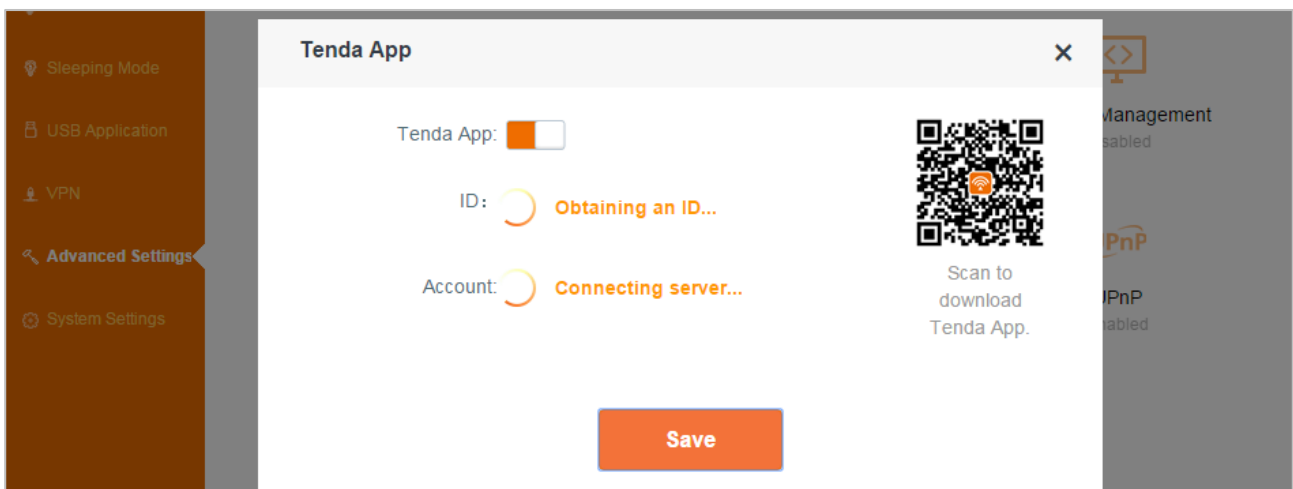 Tenda App
Sleeping Mode
USB Application
VPN
Advanced Settings
System Settings
Tenda App:
ID：
Obtaining an ID...
Account:
Connecting server...
Scan to
download
Tenda App.
Save
Management
sabled
PnP
JPnP
nabled